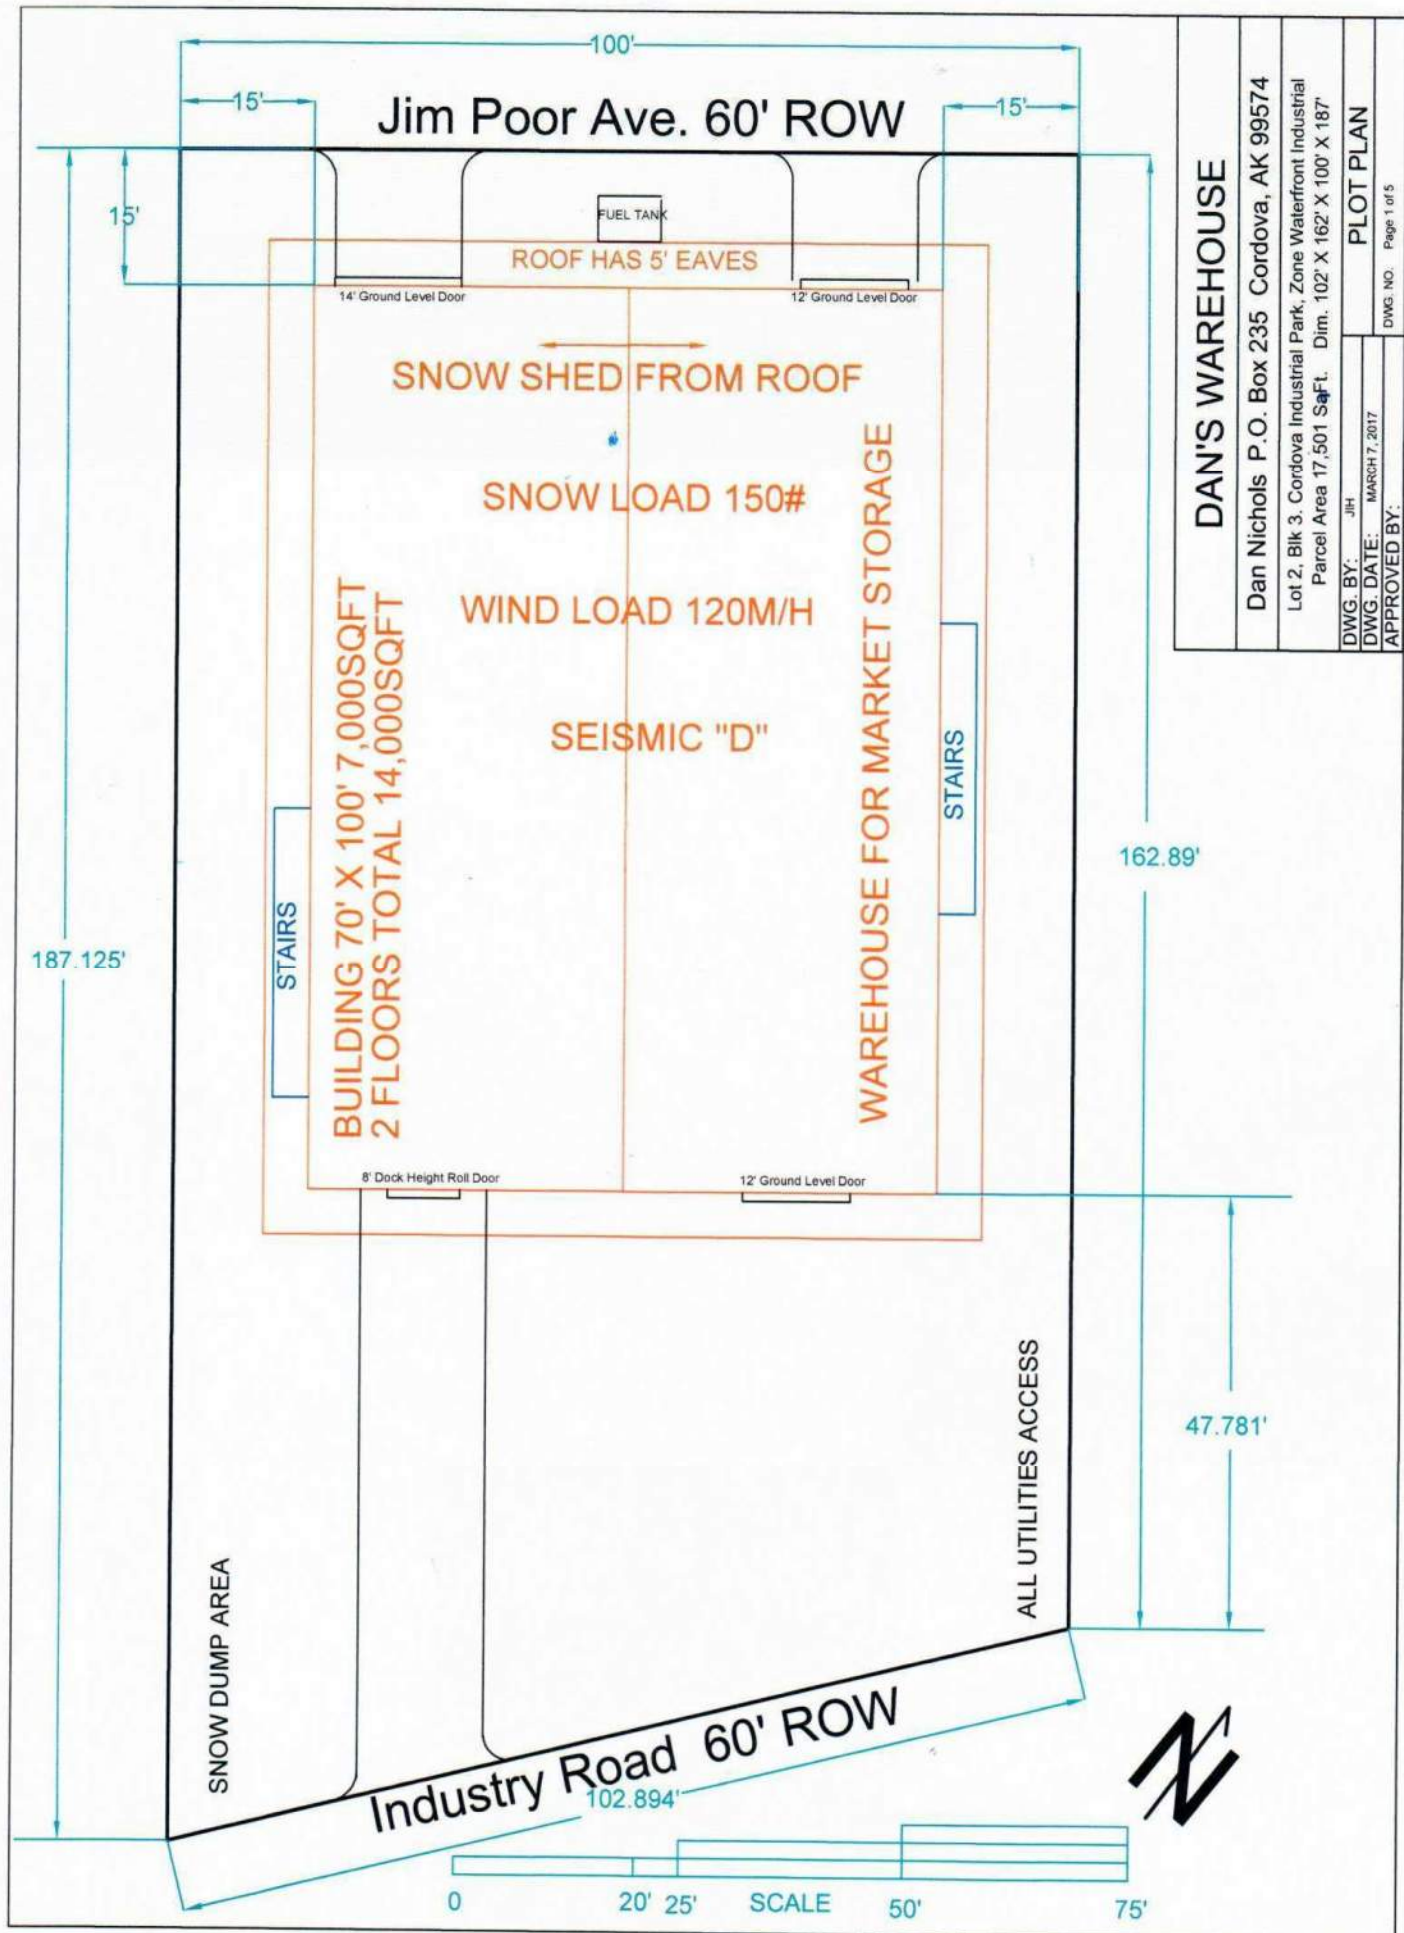 100'
15'
Jim Poor Ave. 60' ROW
15'
15'
FUEL TANK
ROOF HAS 5' EAVES
14' Ground Level Door
12' Ground Level Door
SNOW SHED FROM ROOF
SNOW LOAD 150#
WIND LOAD 120M/H
SEISMIC "D"
BUILDING 70' X 100' 7,000SQFT
2 FLOORS TOTAL 14,000SQFT
WAREHOUSE FOR MARKET STORAGE
STAIRS
STAIRS
187.125'
162.89'
8' Dock Height Roll Door
12' Ground Level Door
47.781'
SNOW DUMP AREA
ALL UTILITIES ACCESS
Industry Road 60' ROW
102.894'
0
20'
25'
SCALE
50'
75'
N
DAN'S WAREHOUSE
Dan Nichols P.O. Box 235 Cordova, AK 99574
Lot 2, Blk 3, Cordova Industrial Park, Zone Waterfront Industrial
Parcel Area 17,501 SqFt. Dim. 102' X 162' X 100' X 187'
DWG. BY: JIH
DWG. DATE: MARCH 7, 2017
APPROVED BY:
PLOT PLAN
DWG. NO. Page 1 of 5